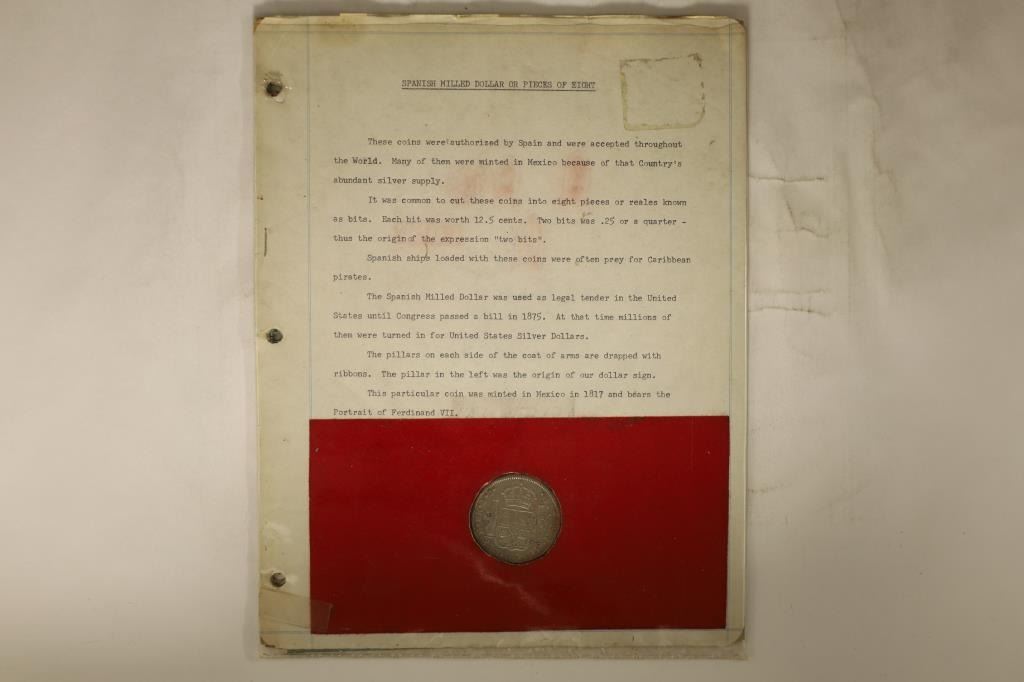 SPANISH MILLED DOLLAR OR PIECES OF EIGHT
These coins were authorized by Spain and were accepted throughout
the World. Many of them were minted in Mexico because of that Country's
abundant silver supply.
It was common to cut these coins into eight pieces or reales known
as bits. Each bit was worth 12.5 cents. Two bits was .25 or a quarter -
thus the origin of the expression "two bits".
Spanish ships loaded with these coins were often prey for Caribbean
pirates.
The Spanish Milled Dollar was used as legal tender in the United
States until Congress passed a bill in 1875. At that time millions of
them were turned in for United States Silver Dollars.
The pillars on each side of the coat of arms are drapped with
ribbons. The pillar in the left was the origin of our dollar sign.
This particular coin was minted in Mexico in 1817 and bears the
Portrait of Ferdinand VII.